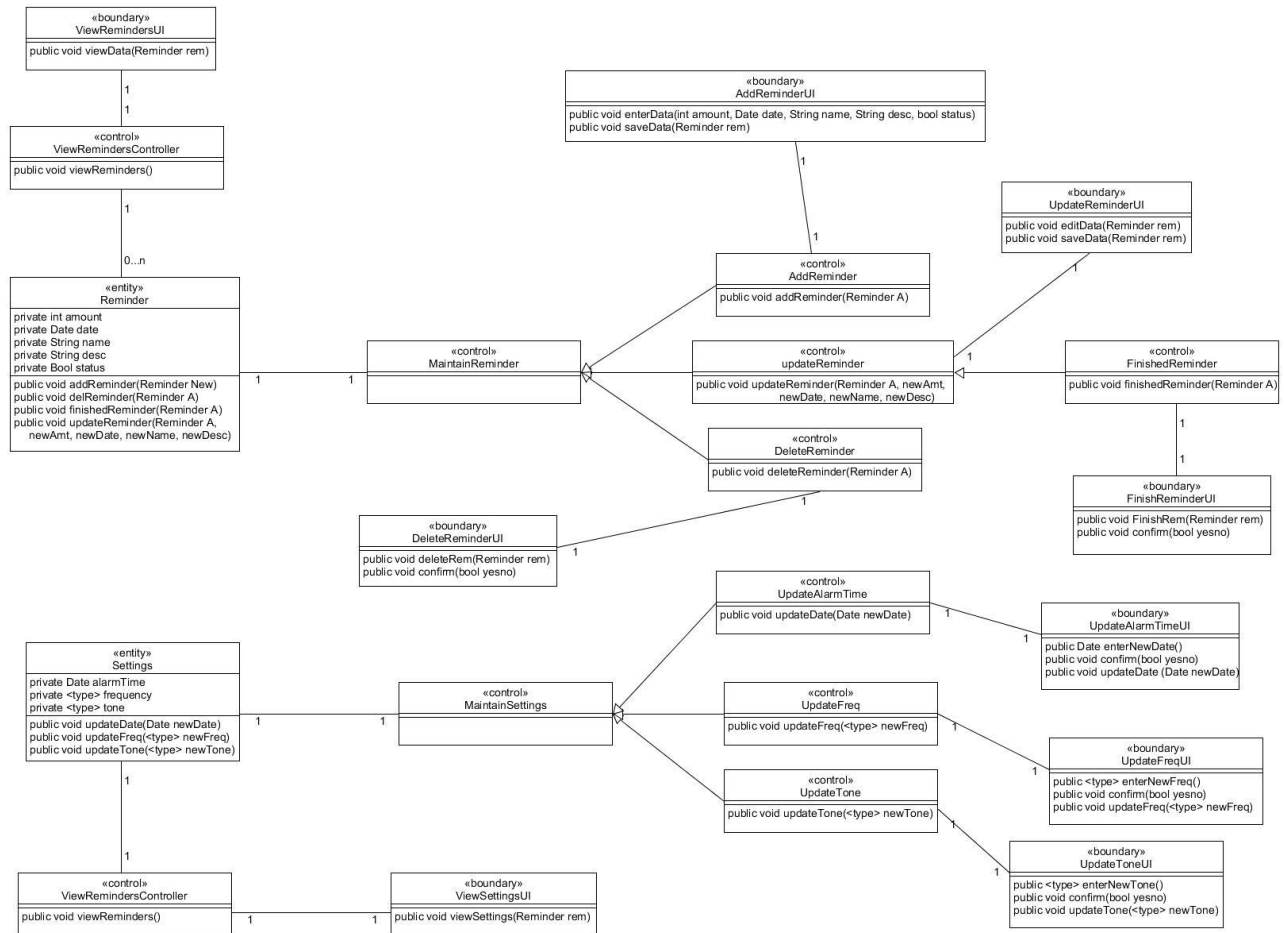 «boundary»
ViewRemindersUI
public void viewData(Reminder rem)
1
1
«control»
ViewRemindersController
public void viewReminders()
1
0...n
«entity»
Reminder
private int amount
private Date date
private String name
private String desc
private Bool status
public void addReminder(Reminder New)
public void delReminder(Reminder A)
public void finishedReminder(Reminder A)
public void updateReminder(Reminder A,
newAmt, newDate, newName, newDesc)
1
1
«control»
MaintainReminder
«boundary»
AddReminderUI
public void enterData(int amount, Date date, String name, String desc, bool status)
public void saveData(Reminder rem)
1
1
«control»
AddReminder
public void addReminder(Reminder A)
«boundary»
UpdateReminderUI
public void editData(Reminder rem)
public void saveData(Reminder rem)
1
1
«control»
updateReminder
public void updateReminder(Reminder A, newAmt,
newDate, newName, newDesc)
«control»
FinishedReminder
public void finishedReminder(Reminder A)
1
1
«boundary»
FinishReminderUI
public void FinishRem(Reminder rem)
public void confirm(bool yesno)
«control»
DeleteReminder
public void deleteReminder(Reminder A)
1
1
«boundary»
DeleteReminderUI
public void deleteRem(Reminder rem)
public void confirm(bool yesno)
«entity»
Settings
private Date alarmTime
private <type> frequency
private <type> tone
public void updateDate(Date newDate)
public void updateFreq(<type> newFreq)
public void updateTone(<type> newTone)
1
1
«control»
MaintainSettings
«control»
UpdateAlarmTime
public void updateDate(Date newDate)
1
1
«boundary»
UpdateAlarmTimeUI
public Date enterNewDate()
public void confirm(bool yesno)
public void updateDate (Date newDate)
«control»
UpdateFreq
public void updateFreq(<type> newFreq)
1
1
«boundary»
UpdateFreqUI
public <type> enterNewFreq()
public void confirm(bool yesno)
public void updateFreq(<type> newFreq)
«control»
UpdateTone
public void updateTone(<type> newTone)
1
1
«boundary»
UpdateToneUI
public <type> enterNewTone()
public void confirm(bool yesno)
public void updateTone(<type> newTone)
1
1
«control»
ViewRemindersController
public void viewReminders()
1
1
«boundary»
ViewSettingsUI
public void viewSettings(Reminder rem)